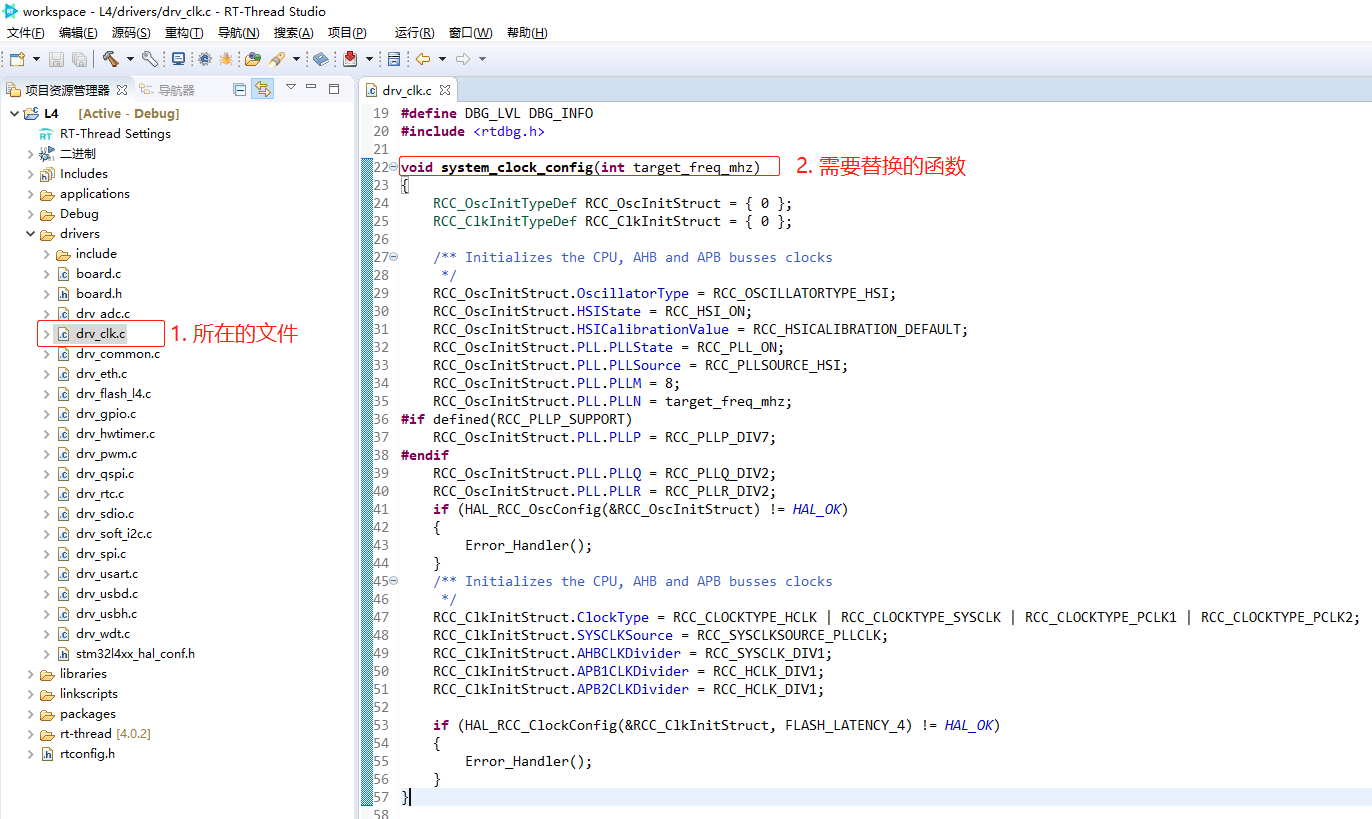 workspace - L4/drivers/drv_clk.c - RT-Thread Studio
文件(F) 编辑(E) 源码(S) 重构(T) 导航(N) 搜索(A) 项目(P) 运行(R) 窗口(W) 帮助(H)
项目资源管理器 导航器
L4 [Active - Debug]
RT-Thread Settings
二进制
Includes
applications
Debug
drivers
include
board.c
board.h
drv_adc.c
drv_clk.c
1. 所在的文件
drv_common.c
drv_eth.c
drv_flash_l4.c
drv_gpio.c
drv_hwtimer.c
drv_pwm.c
drv_qspi.c
drv_rtc.c
drv_sdio.c
drv_soft_i2c.c
drv_spi.c
drv_usart.c
drv_usbd.c
drv_usbh.c
drv_wdt.c
stm32l4xx_hal_conf.h
libraries
linkscripts
packages
rt-thread [4.0.2]
rtconfig.h
drv_clk.c
19 #define DBG_LVL DBG_INFO
20 #include <rtdbg.h>
21
22 void system_clock_config(int target_freq_mhz) 2. 需要替换的函数
23 {
24 RCC_OscInitTypeDef RCC_OscInitStruct = { 0 };
25 RCC_ClkInitTypeDef RCC_ClkInitStruct = { 0 };
26
27 /** Initializes the CPU, AHB and APB busses clocks
28 */
29 RCC_OscInitStruct.OscillatorType = RCC_OSCILLATORTYPE_HSI;
30 RCC_OscInitStruct.HSIState = RCC_HSI_ON;
31 RCC_OscInitStruct.HSICalibrationValue = RCC_HSICALIBRATION_DEFAULT;
32 RCC_OscInitStruct.PLL.PLLState = RCC_PLL_ON;
33 RCC_OscInitStruct.PLL.PLLSource = RCC_PLLSOURCE_HSI;
34 RCC_OscInitStruct.PLL.PLLM = 8;
35 RCC_OscInitStruct.PLL.PLLN = target_freq_mhz;
36 #if defined(RCC_PLLP_SUPPORT)
37 RCC_OscInitStruct.PLL.PLLP = RCC_PLLP_DIV7;
38 #endif
39 RCC_OscInitStruct.PLL.PLLQ = RCC_PLLQ_DIV2;
40 RCC_OscInitStruct.PLL.PLLR = RCC_PLLR_DIV2;
41 if (HAL_RCC_OscConfig(&RCC_OscInitStruct) != HAL_OK)
42 {
43 Error_Handler();
44 }
45 /** Initializes the CPU, AHB and APB busses clocks
46 */
47 RCC_ClkInitStruct.ClockType = RCC_CLOCKTYPE_HCLK | RCC_CLOCKTYPE_SYSCLK | RCC_CLOCKTYPE_PCLK1 | RCC_CLOCKTYPE_PCLK2;
48 RCC_ClkInitStruct.SYSCLKSource = RCC_SYSCLKSOURCE_PLLCLK;
49 RCC_ClkInitStruct.AHBCLKDivider = RCC_SYSCLK_DIV1;
50 RCC_ClkInitStruct.APB1CLKDivider = RCC_HCLK_DIV1;
51 RCC_ClkInitStruct.APB2CLKDivider = RCC_HCLK_DIV1;
52
53 if (HAL_RCC_ClockConfig(&RCC_ClkInitStruct, FLASH_LATENCY_4) != HAL_OK)
54 {
55 Error_Handler();
56 }
57 }
58